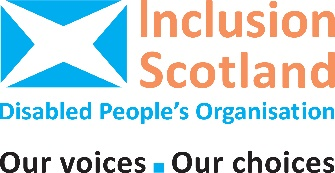 Inclusion
Scotland
Disabled People's Organisation
Our voices ■ Our choices